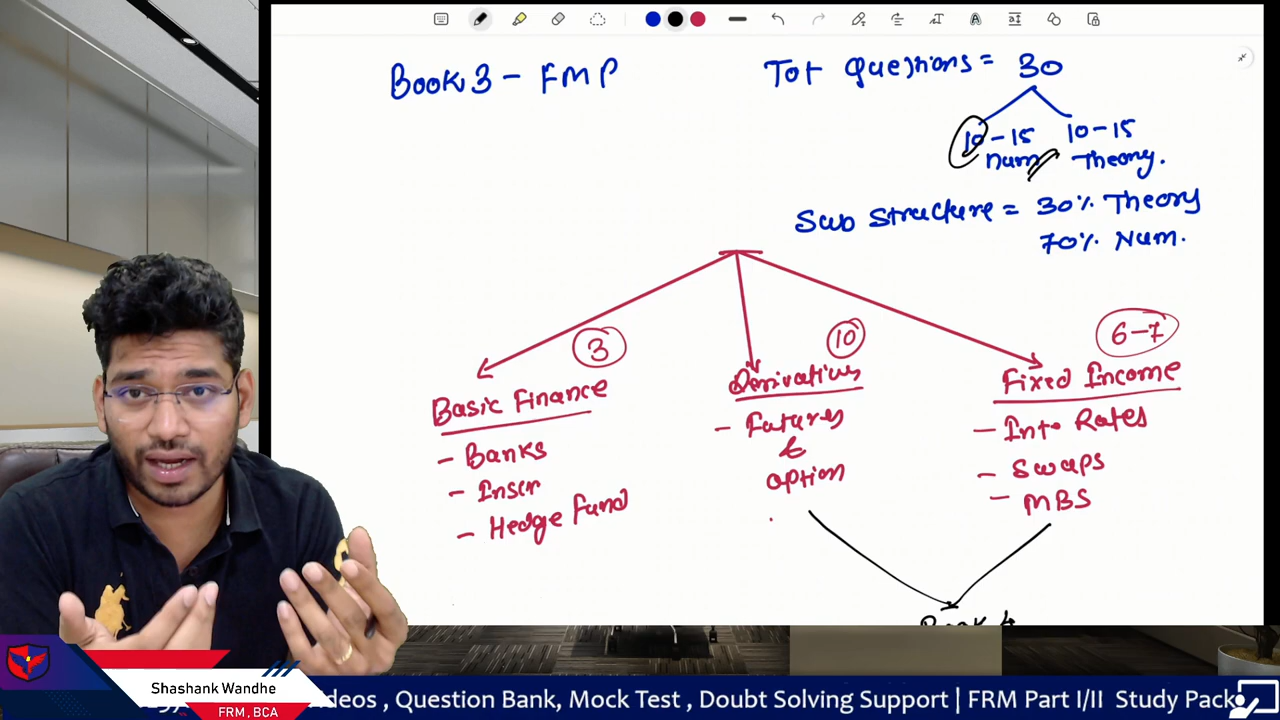 Book 3 - FMP
Tot Questions = 30
10-15 10-15
Num Theory.
Sub Structure = 30% Theory
70% Num.
3
10
6-7
Basic Finance
- Banks
- Insur
- Hedge Fund
Derivatives
- Futures
&
option
Fixed Income
- Int. Rates
- Swaps
- MBS
Shashank Wandhe
FRM, BCA
ideos , Question Bank, Mock Test , Doubt Solving Support | FRM Part I/II Study Pack